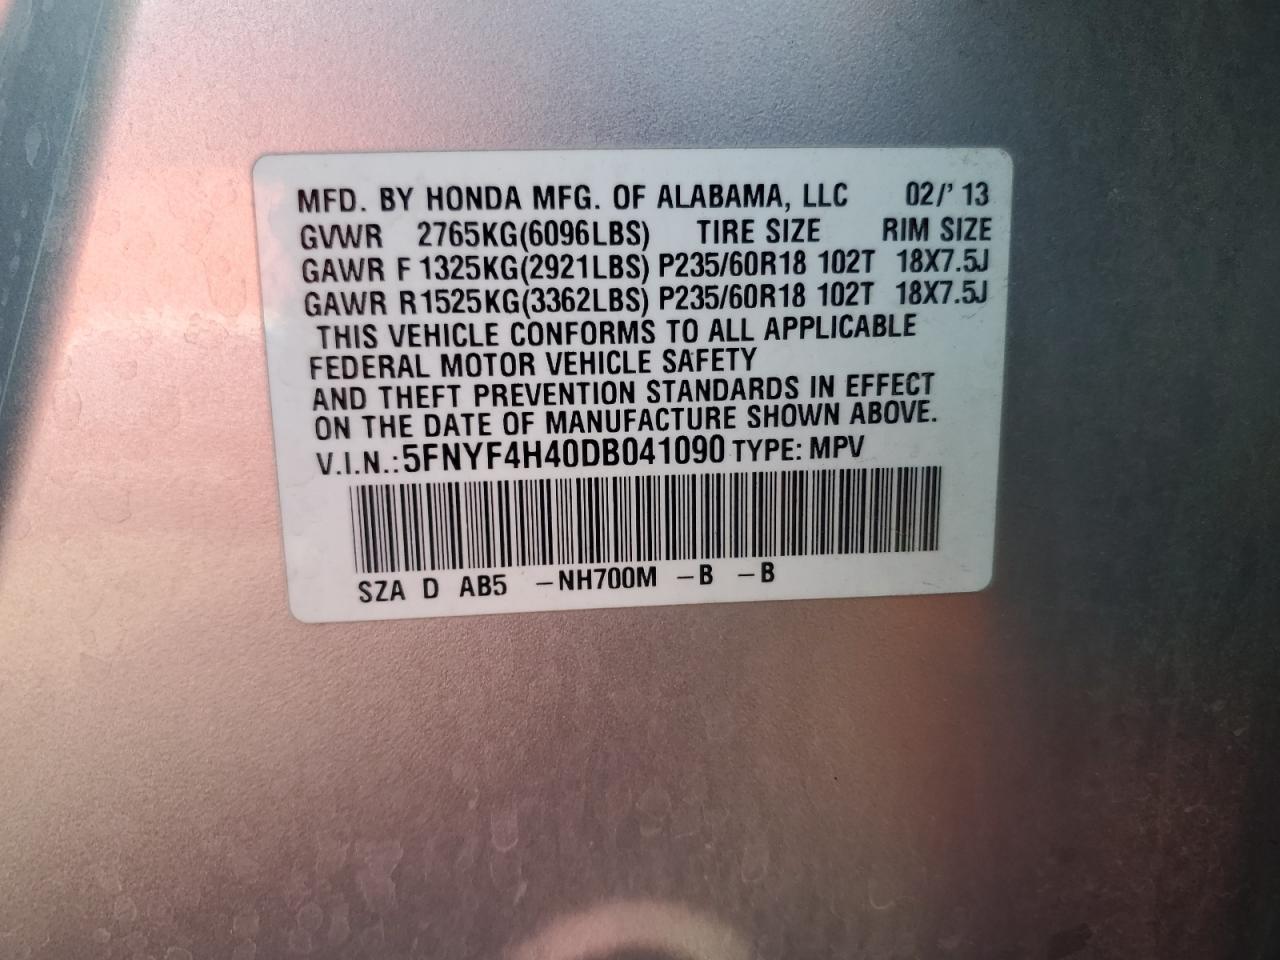 MFD. BY HONDA MFG. OF ALABAMA, LLC 02/'13
GVWR 2765KG(6096LBS) TIRE SIZE RIM SIZE
GAWR F 1325KG(2921LBS) P235/60R18 102T 18X7.5J
GAWR R 1525KG(3362LBS) P235/60R18 102T 18X7.5J
THIS VEHICLE CONFORMS TO ALL APPLICABLE
FEDERAL MOTOR VEHICLE SAFETY
AND THEFT PREVENTION STANDARDS IN EFFECT
ON THE DATE OF MANUFACTURE SHOWN ABOVE.
V.I.N.:5FNYF4H40DB041090 TYPE: MPV
SZA D AB5 -NH700M -B -B